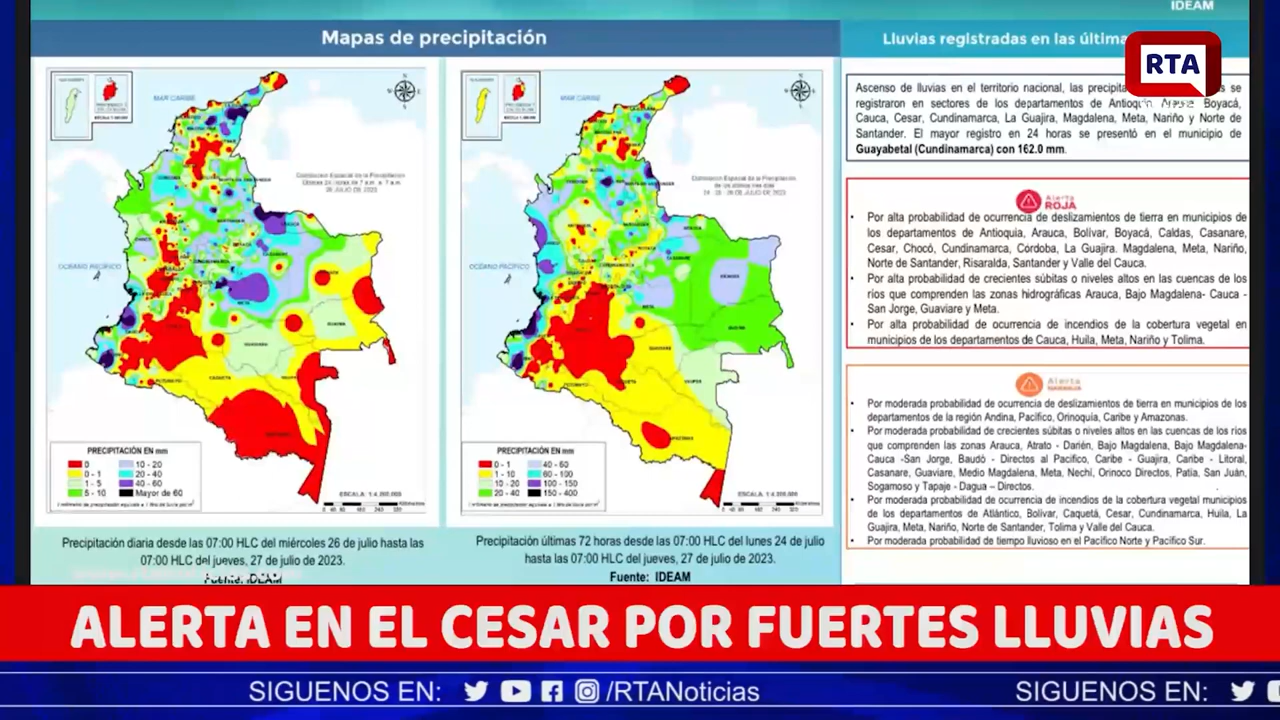 IDEAM
Mapas de precipitación
Lluvias registradas en las última
RTA
MAR CARIBE
MAR CARIBE
OCEANO PACÍFICO
OCEANO PACÍFICO
Ascenso de lluvias en el territorio nacional, las precipita se
registraron en sectores de los departamentos de Antioqu Boyacá,
Cauca, Cesar, Cundinamarca, La Guajira, Magdalena, Meta, Nariño y Norte de
Santander. El mayor registro en 24 horas se presentó en el municipio de
Guayabetal (Cundinamarca) con 162.0 mm.
Alerta
ROJA
• Por alta probabilidad de ocurrencia de deslizamientos de tierra en municipios de
los departamentos de Antioquia, Arauca, Bolívar, Boyacá, Caldas, Casanare,
Cesar, Chocó, Cundinamarca, Córdoba, La Guajira. Magdalena, Meta, Nariño,
Norte de Santander, Risaralda, Santander y Valle del Cauca.
• Por alta probabilidad de crecientes súbitas o niveles altos en las cuencas de los
ríos que comprenden las zonas hidrográficas Arauca, Bajo Magdalena- Cauca -
San Jorge, Guaviare y Meta.
• Por alta probabilidad de ocurrencia de incendios de la cobertura vegetal en
municipios de los departamentos de Cauca, Huila, Meta, Nariño y Tolima.
Alerta
• Por moderada probabilidad de ocurrencia de deslizamientos de tierra en municipios de los
departamentos de la región Andina, Pacífico, Orinoquía, Caribe y Amazonas.
• Por moderada probabilidad de crecientes súbitas o niveles altos en las cuencas de los ríos
que comprenden las zonas Arauca, Atrato - Darién, Bajo Magdalena, Bajo Magdalena-
Cauca -San Jorge, Baudó - Directos al Pacifico, Caribe - Guajira, Caribe - Litoral,
Casanare, Guaviare, Medio Magdalena, Meta, Nechí, Orinoco Directos, Patía, San Juán,
Sogamoso y Tapaje - Dagua – Directos.
• Por moderada probabilidad de ocurrencia de incendios de la cobertura vegetal municipios
de los departamentos de Atlántico, Bolívar, Caquetá, Cesar, Cundinamarca, Huila, La
Guajira, Meta, Nariño, Norte de Santander, Tolima y Valle del Cauca.
• Por moderada probabilidad de tiempo lluvioso en el Pacífico Norte y Pacífico Sur.
PRECIPITACIÓN EN mm
0 10 - 20
0 - 1 20 - 40
1 - 5 40 - 60
5 - 10 Mayor de 60
PRECIPITACIÓN EN mm
0 - 1 40 - 60
1 - 10 60 - 100
10 - 20 100 - 150
20 - 40 150 - 400
Precipitación diaria desde las 07:00 HLC del miércoles 26 de julio hasta las
07:00 HLC del jueves, 27 de julio de 2023.
Fuente: IDEAM
Precipitación últimas 72 horas desde las 07:00 HLC del lunes 24 de julio
hasta las 07:00 HLC del jueves, 27 de julio de 2023.
Fuente: IDEAM
ALERTA EN EL CESAR POR FUERTES LLUVIAS
SIGUENOS EN: /RTANoticias SIGUENOS EN: